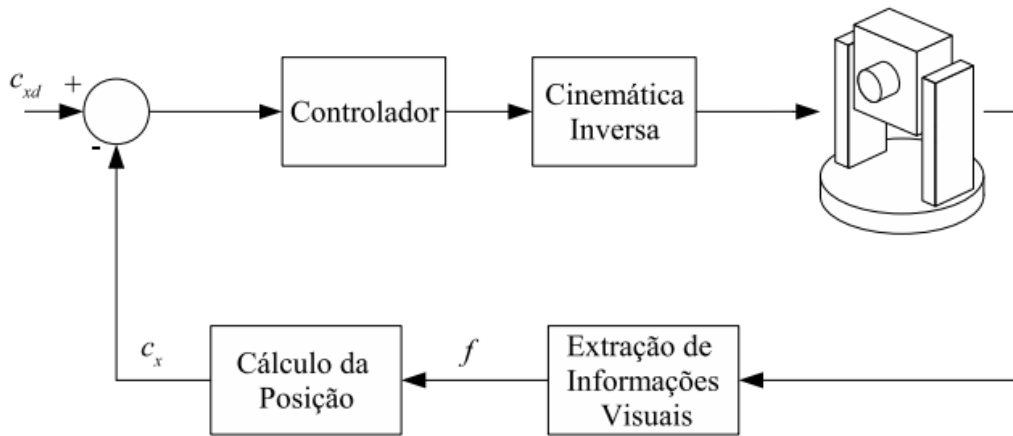 c_xd
+
-
Controlador
Cinemática
Inversa
c_x
Cálculo da
Posição
f
Extração de
Informações
Visuais